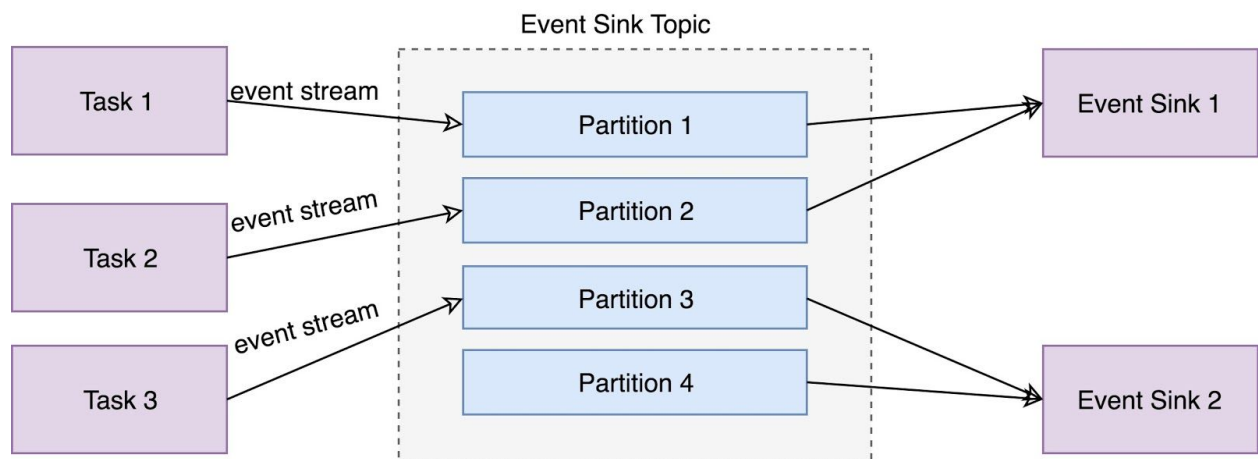 Event Sink Topic
Task 1
event stream
Partition 1
Event Sink 1
Task 2
event stream
Partition 2
Task 3
event stream
Partition 3
Partition 4
Event Sink 2